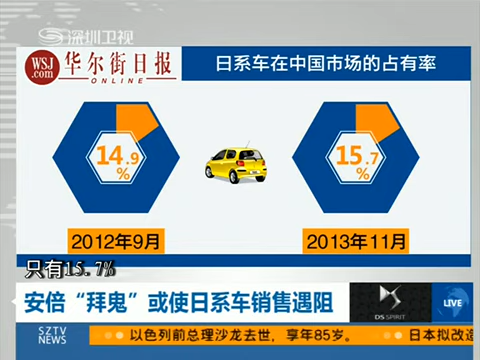 深圳卫视
WSJ
.com
华尔街日报
ONLINE
日系车在中国市场的占有率
14.9
%
15.7
%
2012年9月
2013年11月
只有15.7%
安倍“拜鬼”或使日系车销售遇阻
DS SPIRIT
LIVE
SZTV
NEWS
以色列前总理沙龙去世，享年85岁。
日本拟改造